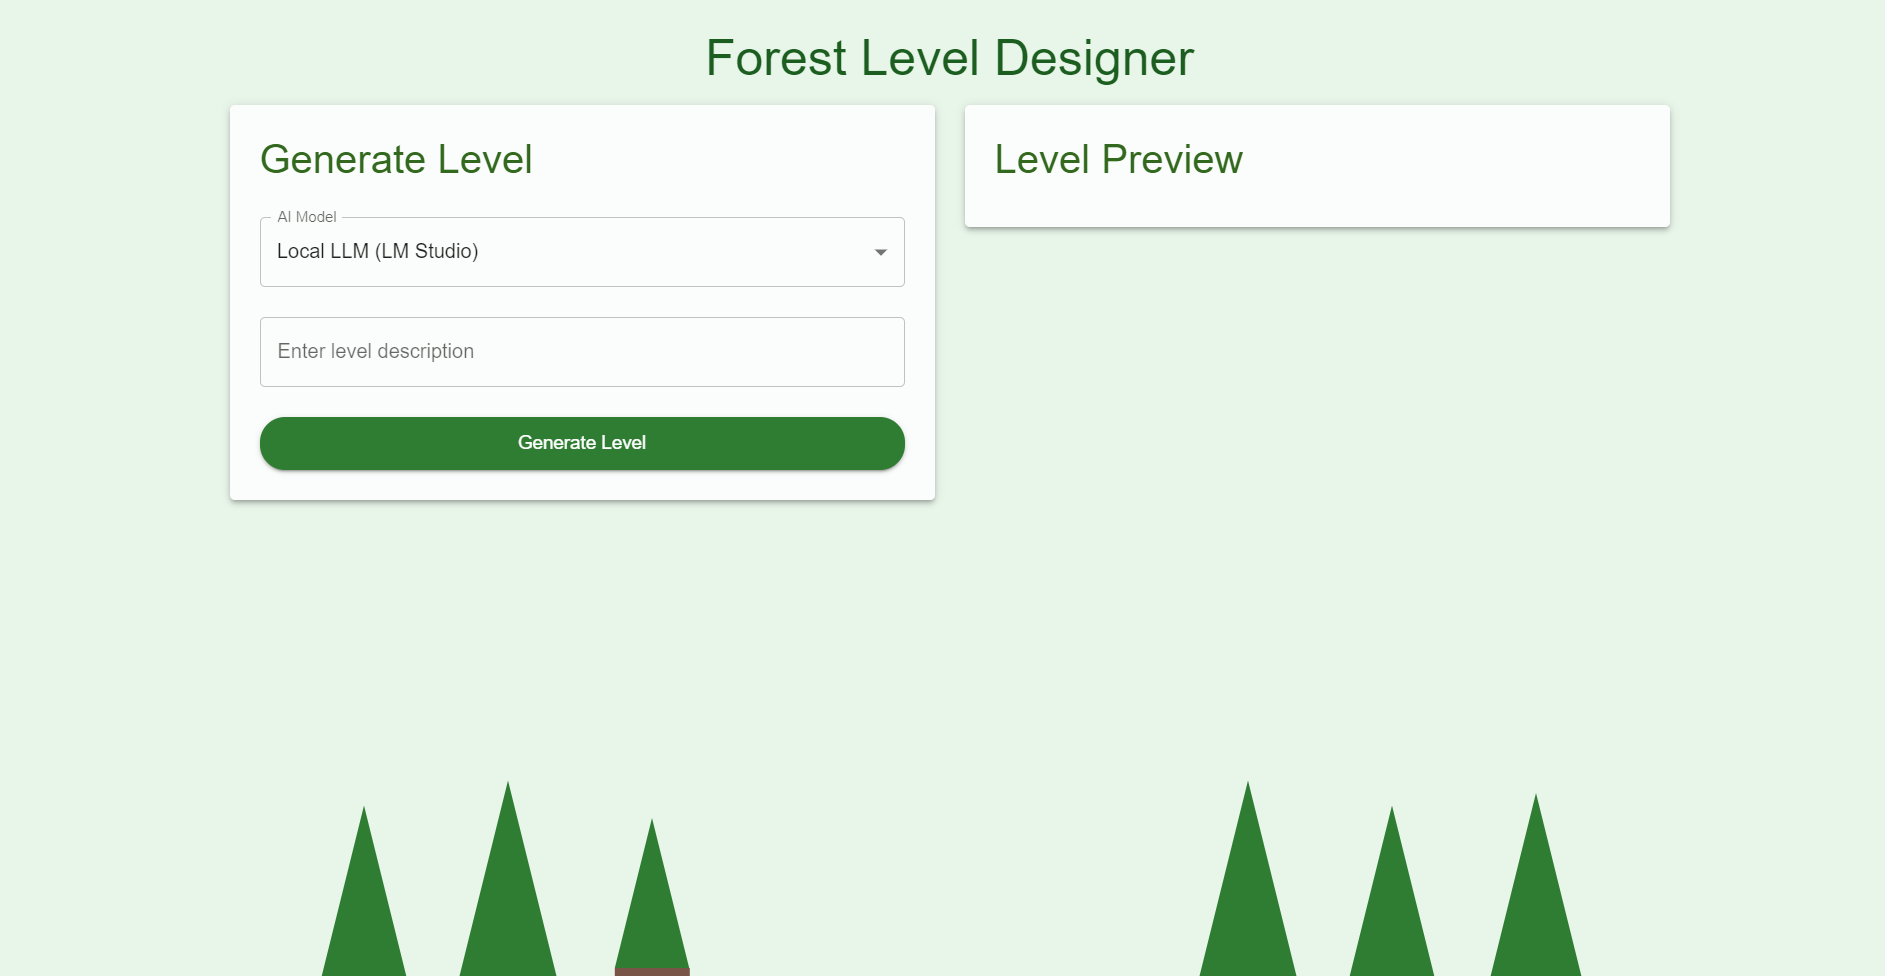 Forest Level Designer
Generate Level
AI Model
Local LLM (LM Studio)
Enter level description
Generate Level
Level Preview